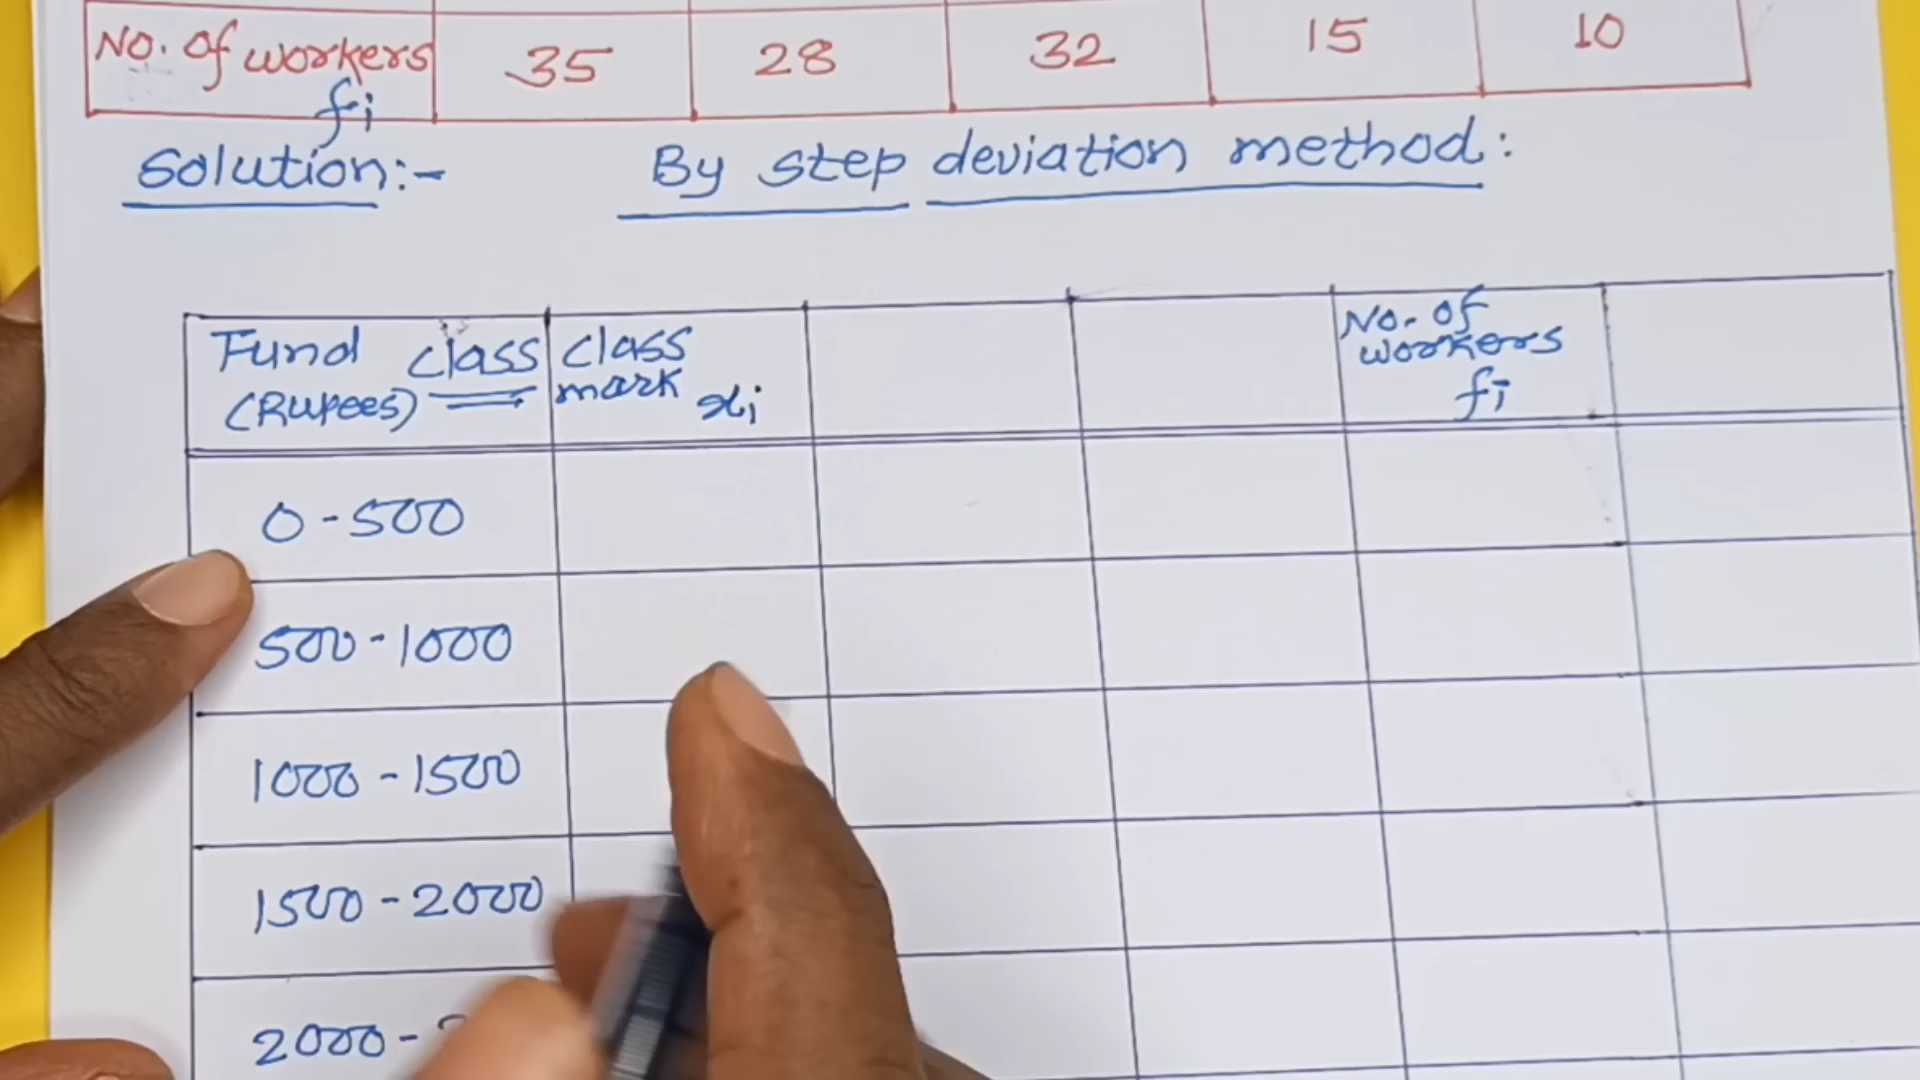 No. of workers 35 28 32 15 10
fi
Solution:- By step deviation method:
Fund class
(Rupees)
class
mark xi
No. of
workers
fi
0-500
500-1000
1000-1500
1500-2000
2000-